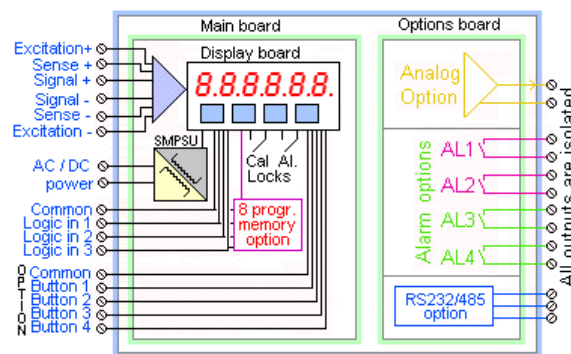 Main board
Options board
Excitation+
Sense +
Signal +
Signal -
Sense -
Excitation -
AC / DC
power
Common
Logic in 1
Logic in 2
Logic in 3
OPTION
Common
Button 1
Button 2
Button 3
Button 4
Display board
8.8.8.8.8.8.
SMPSU
Cal Al.
Locks
8 progr.
memory
option
Analog
Option
Alarm options
AL1
AL2
AL3
AL4
RS232/485
option
All outputs are isolated